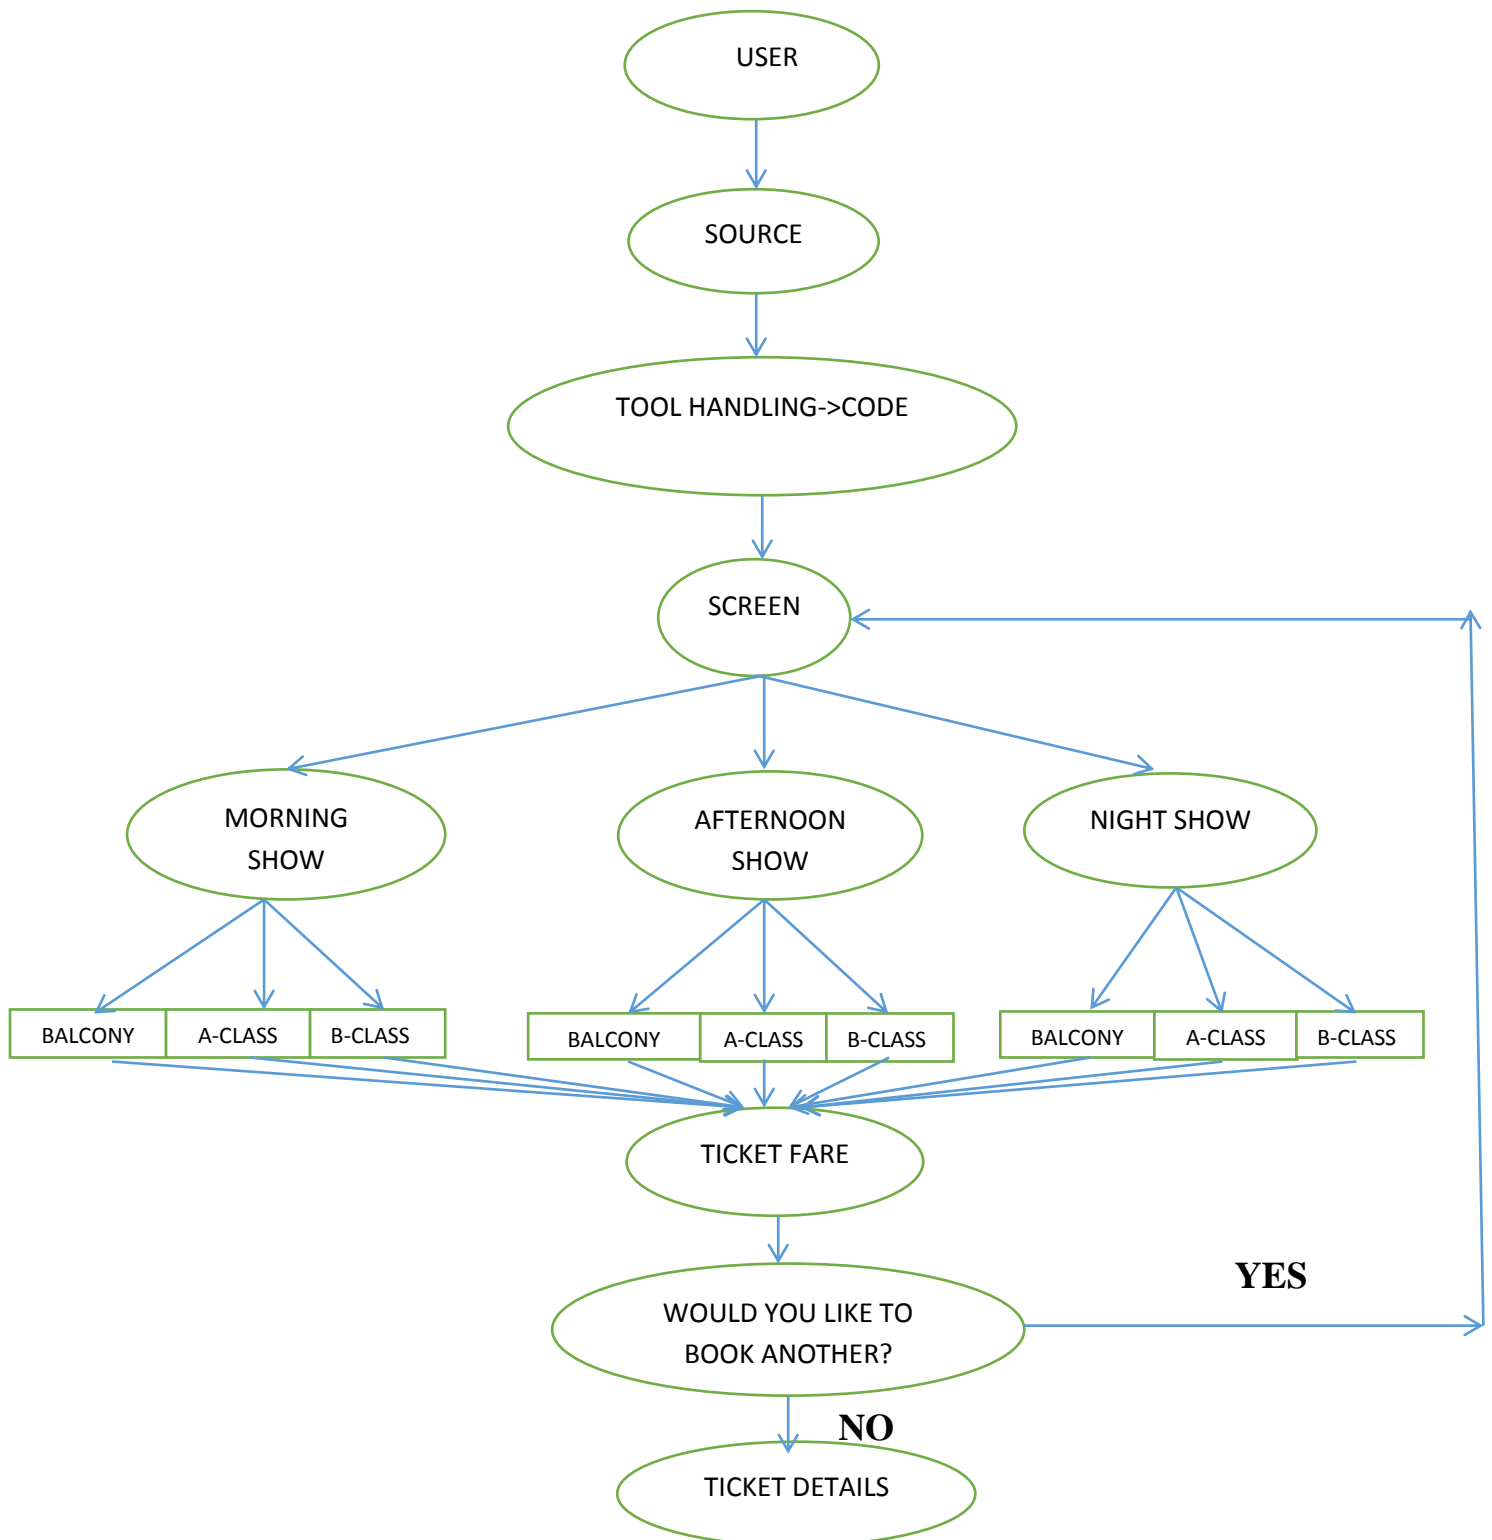 USER
SOURCE
TOOL HANDLING->CODE
SCREEN
MORNING
SHOW
AFTERNOON
SHOW
NIGHT SHOW
BALCONY
A-CLASS
B-CLASS
BALCONY
A-CLASS
B-CLASS
BALCONY
A-CLASS
B-CLASS
TICKET FARE
WOULD YOU LIKE TO
BOOK ANOTHER?
YES
NO
TICKET DETAILS